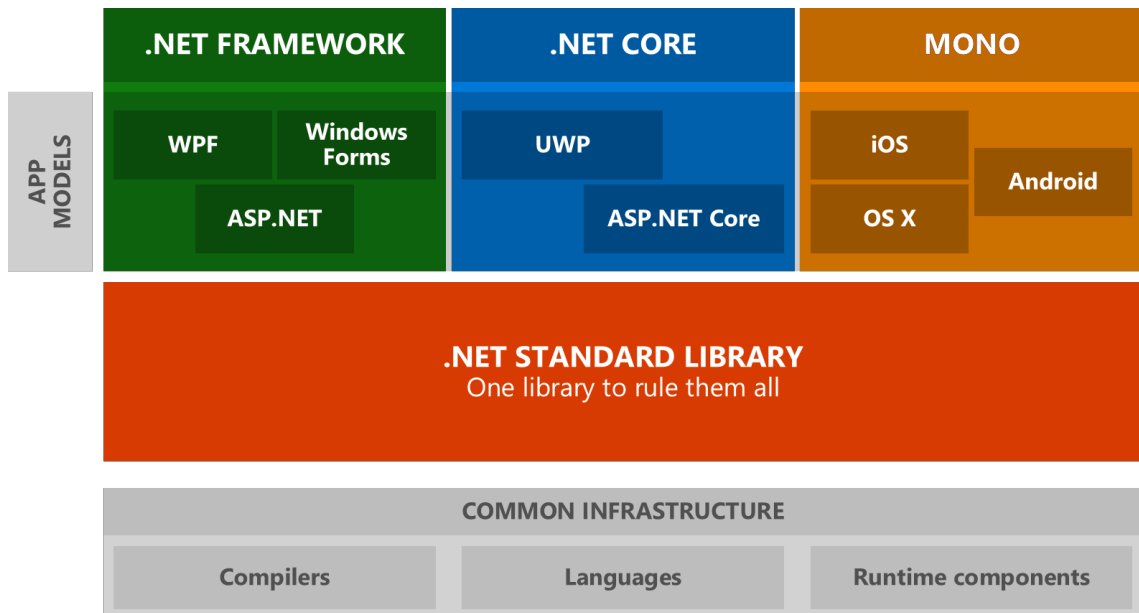 .NET FRAMEWORK
.NET CORE
MONO
APP
MODELS
WPF
Windows
Forms
ASP.NET
UWP
ASP.NET Core
iOS
OS X
Android
.NET STANDARD LIBRARY
One library to rule them all
COMMON INFRASTRUCTURE
Compilers
Languages
Runtime components